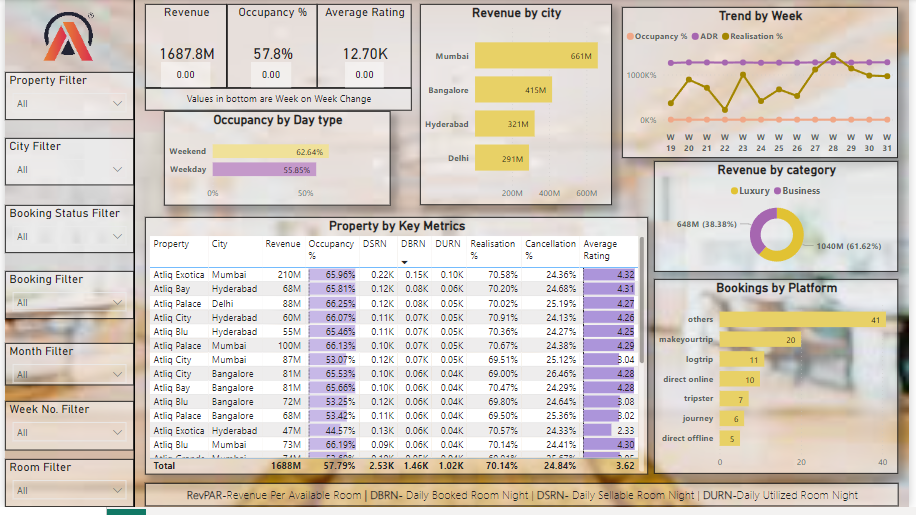 Property Filter
All
City Filter
All
Booking Status Filter
All
Booking Filter
All
Month Filter
All
Week No. Filter
All
Room Filter
All
Revenue Occupancy % Average Rating
1687.8M 57.8% 12.70K
0.00 0.00 0.00
Values in bottom are Week on Week Change
Occupancy by Day type
Weekend 62.64%
Weekday 55.85%
0% 50%
Revenue by city
Mumbai 661M
Bangalore 415M
Hyderabad 321M
Delhi 291M
200M 400M 600M
Trend by Week
Occupancy % ADR Realisation %
1000K%
0K%
W W W W W W W W W W W W W
19 20 21 22 23 24 25 26 27 28 29 30 31
Revenue by category
Luxury Business
648M (38.38%)
1040M (61.62%)
Property by Key Metrics
Property City Revenue Occupancy % DSRN DBRN DURN Realisation % Cancellation % Average Rating
Atliq Exotica Mumbai 210M 65.96% 0.22K 0.15K 0.10K 70.58% 24.36% 4.32
Atliq Bay Hyderabad 68M 65.81% 0.12K 0.08K 0.06K 70.20% 24.68% 4.31
Atliq Palace Delhi 88M 66.25% 0.12K 0.08K 0.05K 70.02% 25.19% 4.27
Atliq City Hyderabad 60M 66.07% 0.11K 0.07K 0.05K 70.91% 24.13% 4.26
Atliq Blu Hyderabad 55M 65.46% 0.11K 0.07K 0.05K 70.36% 24.27% 4.25
Atliq Palace Mumbai 100M 66.13% 0.10K 0.07K 0.05K 70.67% 24.38% 4.29
Atliq City Mumbai 87M 53.07% 0.12K 0.07K 0.05K 69.51% 25.12% 3.04
Atliq City Bangalore 81M 65.53% 0.10K 0.06K 0.04K 69.00% 26.46% 4.28
Atliq Bay Bangalore 81M 65.66% 0.10K 0.06K 0.04K 70.47% 24.29% 4.28
Atliq Blu Bangalore 72M 53.25% 0.12K 0.06K 0.04K 69.80% 24.64% 3.08
Atliq Palace Bangalore 68M 53.42% 0.11K 0.06K 0.04K 69.50% 25.36% 3.02
Atliq Exotica Hyderabad 47M 44.57% 0.13K 0.06K 0.04K 70.57% 24.33% 2.33
Atliq Blu Mumbai 73M 66.19% 0.09K 0.06K 0.04K 70.14% 24.41% 4.30
Total 1688M 57.79% 2.53K 1.46K 1.02K 70.14% 24.84% 3.62
Bookings by Platform
others 41
makeyourtrip 20
logtrip 11
direct online 10
tripster 7
journey 6
direct offline 5
0 20 40
RevPAR-Revenue Per Available Room | DBRN- Daily Booked Room Night | DSRN- Daily Sellable Room Night | DURN-Daily Utilized Room Night